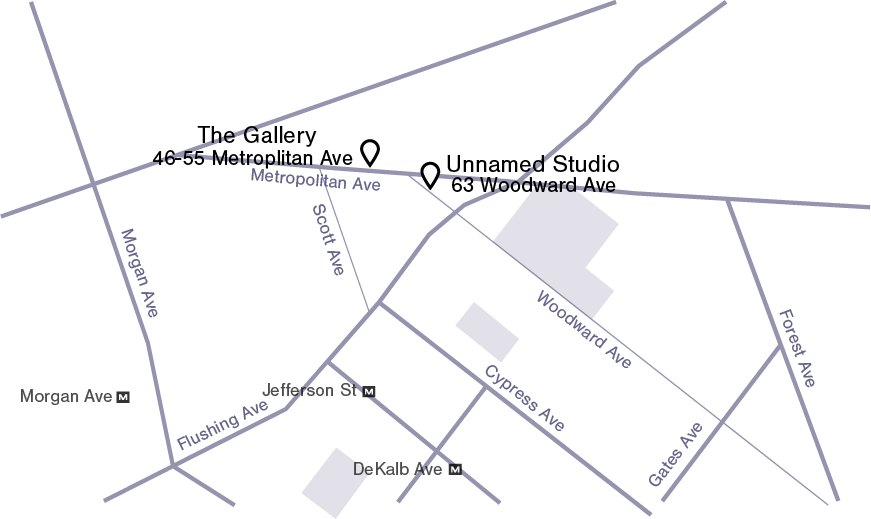 The Gallery
46-55 Metroplitan Ave
Unnamed Studio
63 Woodward Ave
Metropolitan Ave
Scott Ave
Morgan Ave
Woodward Ave
Forest Ave
Morgan Ave M
Jefferson St M
Cypress Ave
Flushing Ave
Gates Ave
DeKalb Ave M